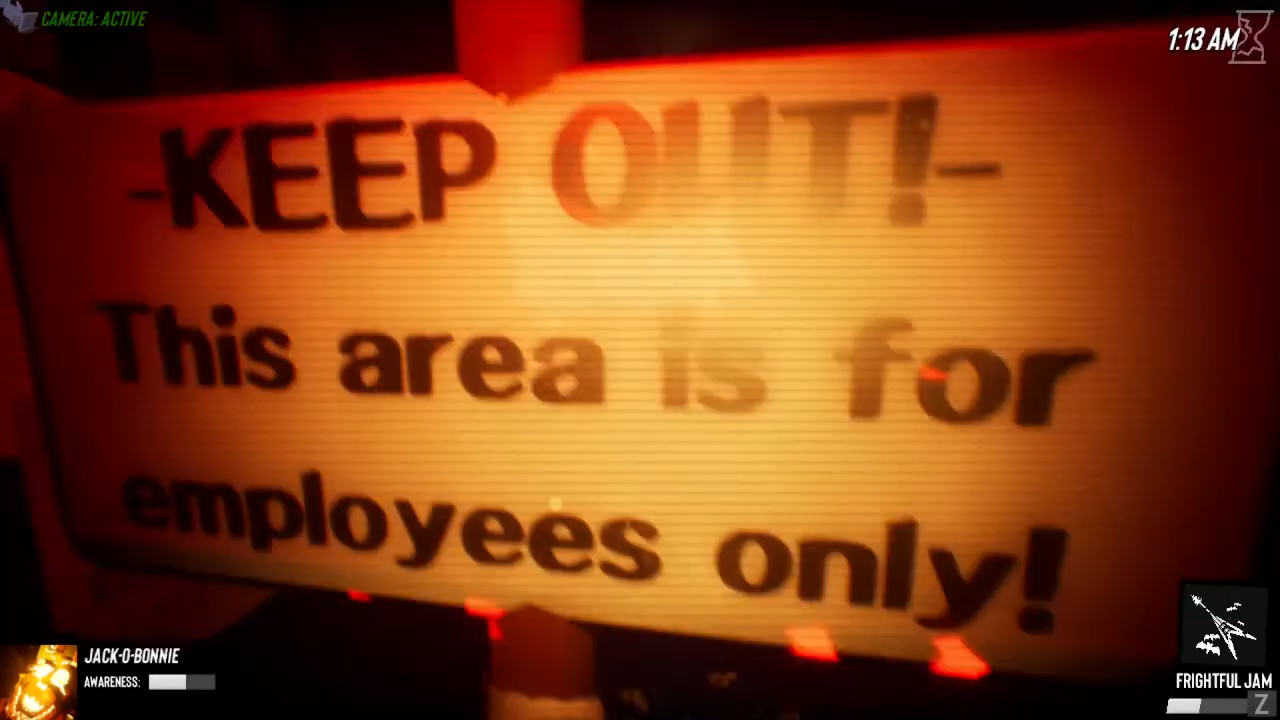 CAMERA: ACTIVE
1:13 AM
-KEEP OUT!-
This area is for
employees only!
JACK-O-BONNIE
AWARENESS:
FRIGHTFUL JAM
Z